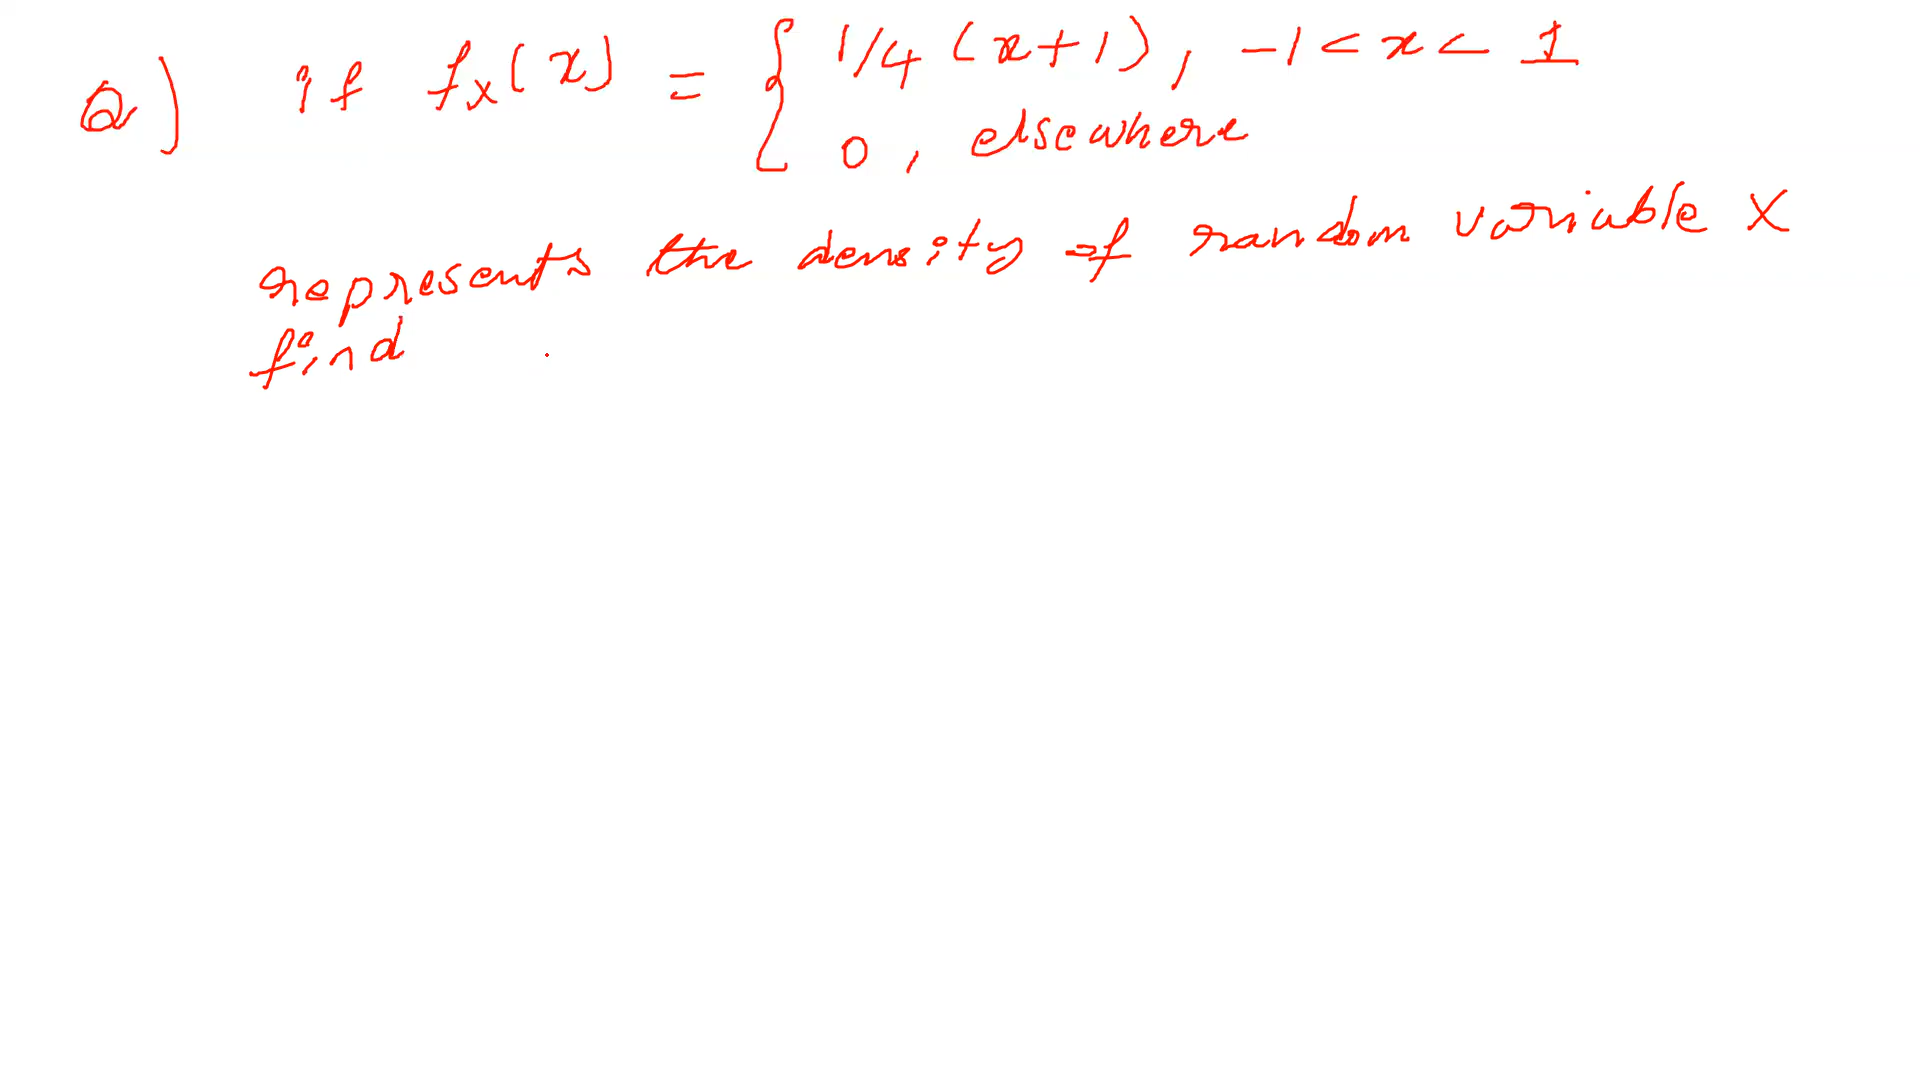 Q) if fx(x) = { 1/4 (x+1), -1 < x < 1
0, elsewhere
represents the density of random variable X
find